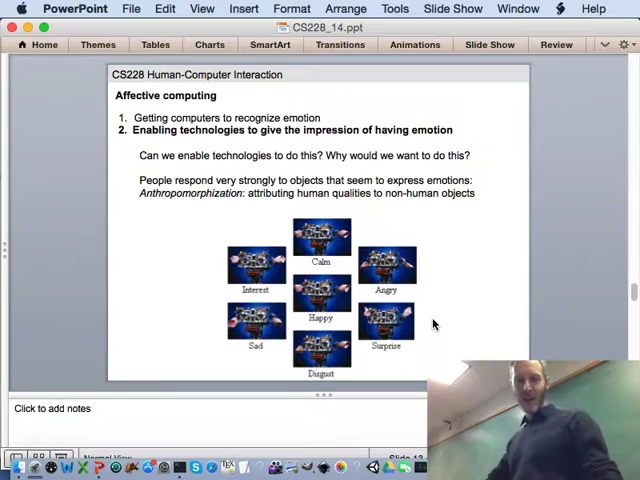 PowerPoint File Edit View Insert Format Arrange Tools Slide Show Window Help
CS228_14.ppt
Home Themes Tables Charts SmartArt Transitions Animations Slide Show Review
CS228 Human-Computer Interaction
Affective computing
1. Getting computers to recognize emotion
2. Enabling technologies to give the impression of having emotion
Can we enable technologies to do this? Why would we want to do this?
People respond very strongly to objects that seem to express emotions:
Anthropomorphization: attributing human qualities to non-human objects
Calm
Interest
Angry
Happy
Sad
Surprise
Disgust
Click to add notes
Normal View